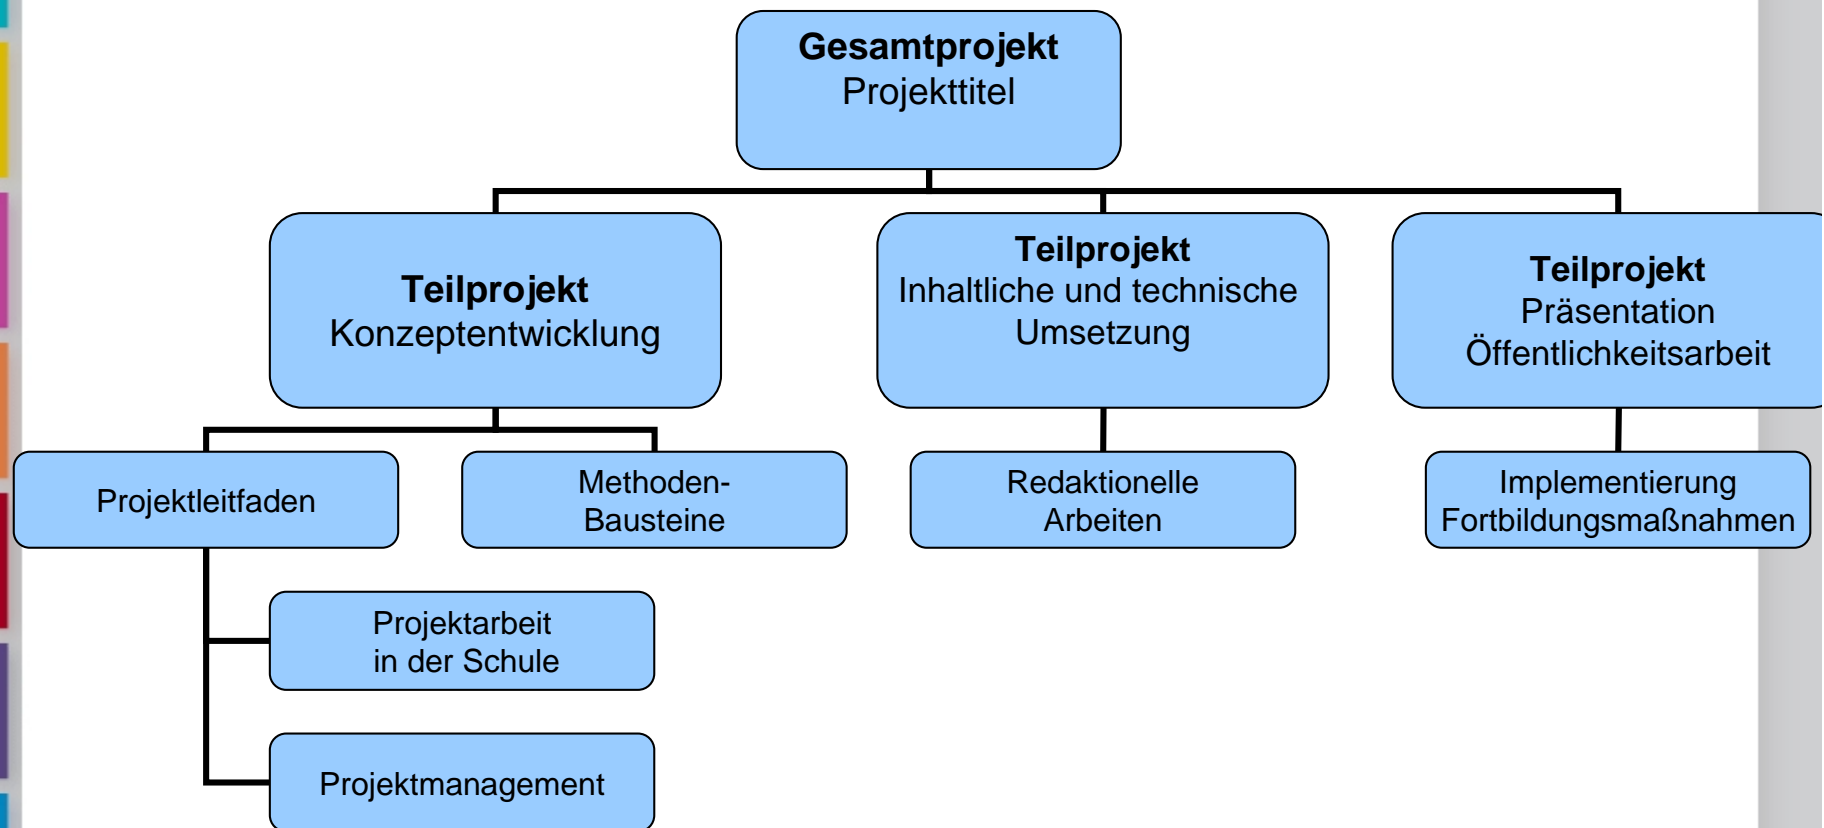 Gesamtprojekt
Projekttitel
Teilprojekt
Konzeptentwicklung
Teilprojekt
Inhaltliche und technische
Umsetzung
Teilprojekt
Präsentation
Öffentlichkeitsarbeit
Projektleitfaden
Methoden-
Bausteine
Redaktionelle
Arbeiten
Implementierung
Fortbildungsmaßnahmen
Projektarbeit
in der Schule
Projektmanagement